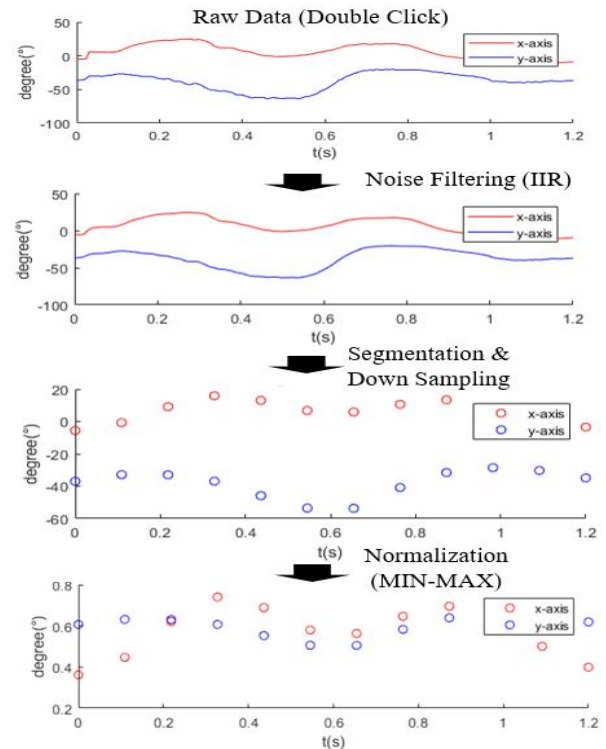 Raw Data (Double Click)
50
0
-50
-100
degree(°)
x-axis
y-axis
0
0.2
0.4
0.6
0.8
1
1.2
t(s)
Noise Filtering (IIR)
50
0
-50
-100
degree(°)
x-axis
y-axis
0
0.2
0.4
0.6
0.8
1
1.2
t(s)
Segmentation &
Down Sampling
20
0
-20
-40
-60
degree(°)
x-axis
y-axis
0
0.2
0.4
0.6
0.8
1
1.2
t(s)
Normalization
(MIN-MAX)
0.8
0.6
0.4
0.2
degree(°)
x-axis
y-axis
0
0.2
0.4
0.6
0.8
1
1.2
t(s)